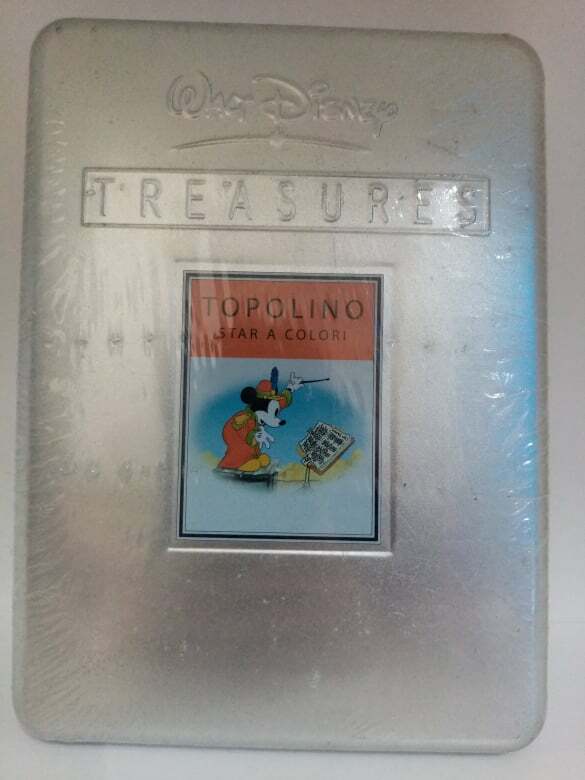 Walt Disney
TREASURES
TOPOLINO
STAR A COLORI